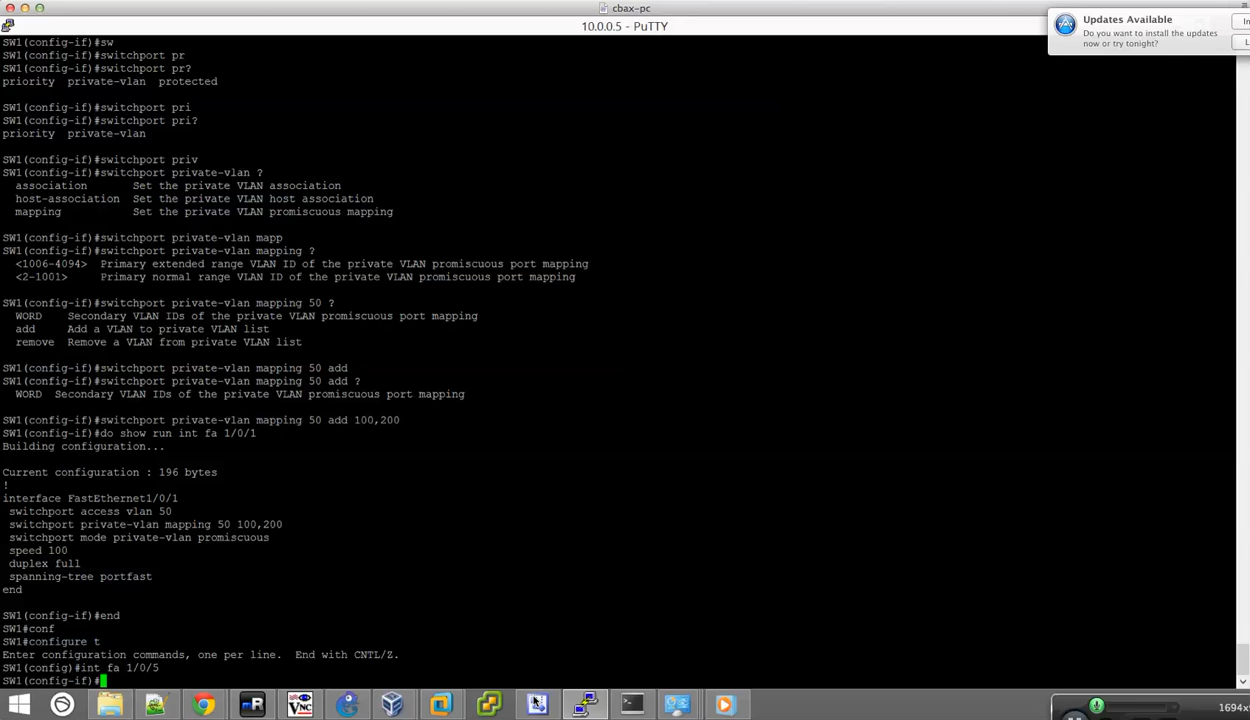 cbax-pc
10.0.0.5 - PuTTY
Updates Available
Do you want to install the updates
now or try tonight?
In
L
SW1(config-if)#sw
SW1(config-if)#switchport pr
SW1(config-if)#switchport pr?
priority  private-vlan  protected
SW1(config-if)#switchport pri
SW1(config-if)#switchport pri?
priority  private-vlan
SW1(config-if)#switchport priv
SW1(config-if)#switchport private-vlan ?
  association       Set the private VLAN association
  host-association  Set the private VLAN host association
  mapping           Set the private VLAN promiscuous mapping
SW1(config-if)#switchport private-vlan mapp
SW1(config-if)#switchport private-vlan mapping ?
  <1006-4094>  Primary extended range VLAN ID of the private VLAN promiscuous port mapping
  <2-1001>     Primary normal range VLAN ID of the private VLAN promiscuous port mapping
SW1(config-if)#switchport private-vlan mapping 50 ?
  WORD    Secondary VLAN IDs of the private VLAN promiscuous port mapping
  add     Add a VLAN to private VLAN list
  remove  Remove a VLAN from private VLAN list
SW1(config-if)#switchport private-vlan mapping 50 add
SW1(config-if)#switchport private-vlan mapping 50 add ?
  WORD  Secondary VLAN IDs of the private VLAN promiscuous port mapping
SW1(config-if)#switchport private-vlan mapping 50 add 100,200
SW1(config-if)#do show run int fa 1/0/1
Building configuration...
Current configuration : 196 bytes
!
interface FastEthernet1/0/1
 switchport access vlan 50
 switchport private-vlan mapping 50 100,200
 switchport mode private-vlan promiscuous
 speed 100
 duplex full
 spanning-tree portfast
end
SW1(config-if)#end
SW1#conf
SW1#configure t
Enter configuration commands, one per line.  End with CNTL/Z.
SW1(config)#int fa 1/0/5
SW1(config-if)#
mR
VNC
1694x